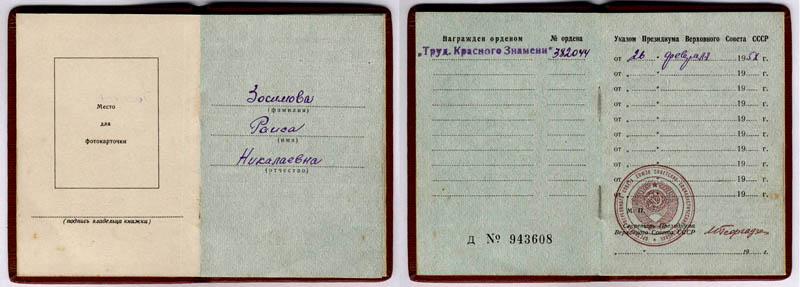 Место
для
фотокарточки
(подпись владельца книжки)
Зосимова
(фамилия)
Раиса
(имя)
Никалаевна
(отчество)
Награжден орденом № ордена
„Труд. Красного Знамени" 382044
Д № 943608
Указом Президиума Верховного Совета СССР
от „ 26 " февраля 195 г.
от „ " 19 г.
от „ " 19 г.
от „ " 19 г.
от „ " 19 г.
от „ " 19 г.
от „ " 19 г.
от „ " 19 г.
от „ " 19 г.
от „ " 19 г.
М. П.
Секретарь Президиума
Верховного Совета СССР
„ " 19 г.